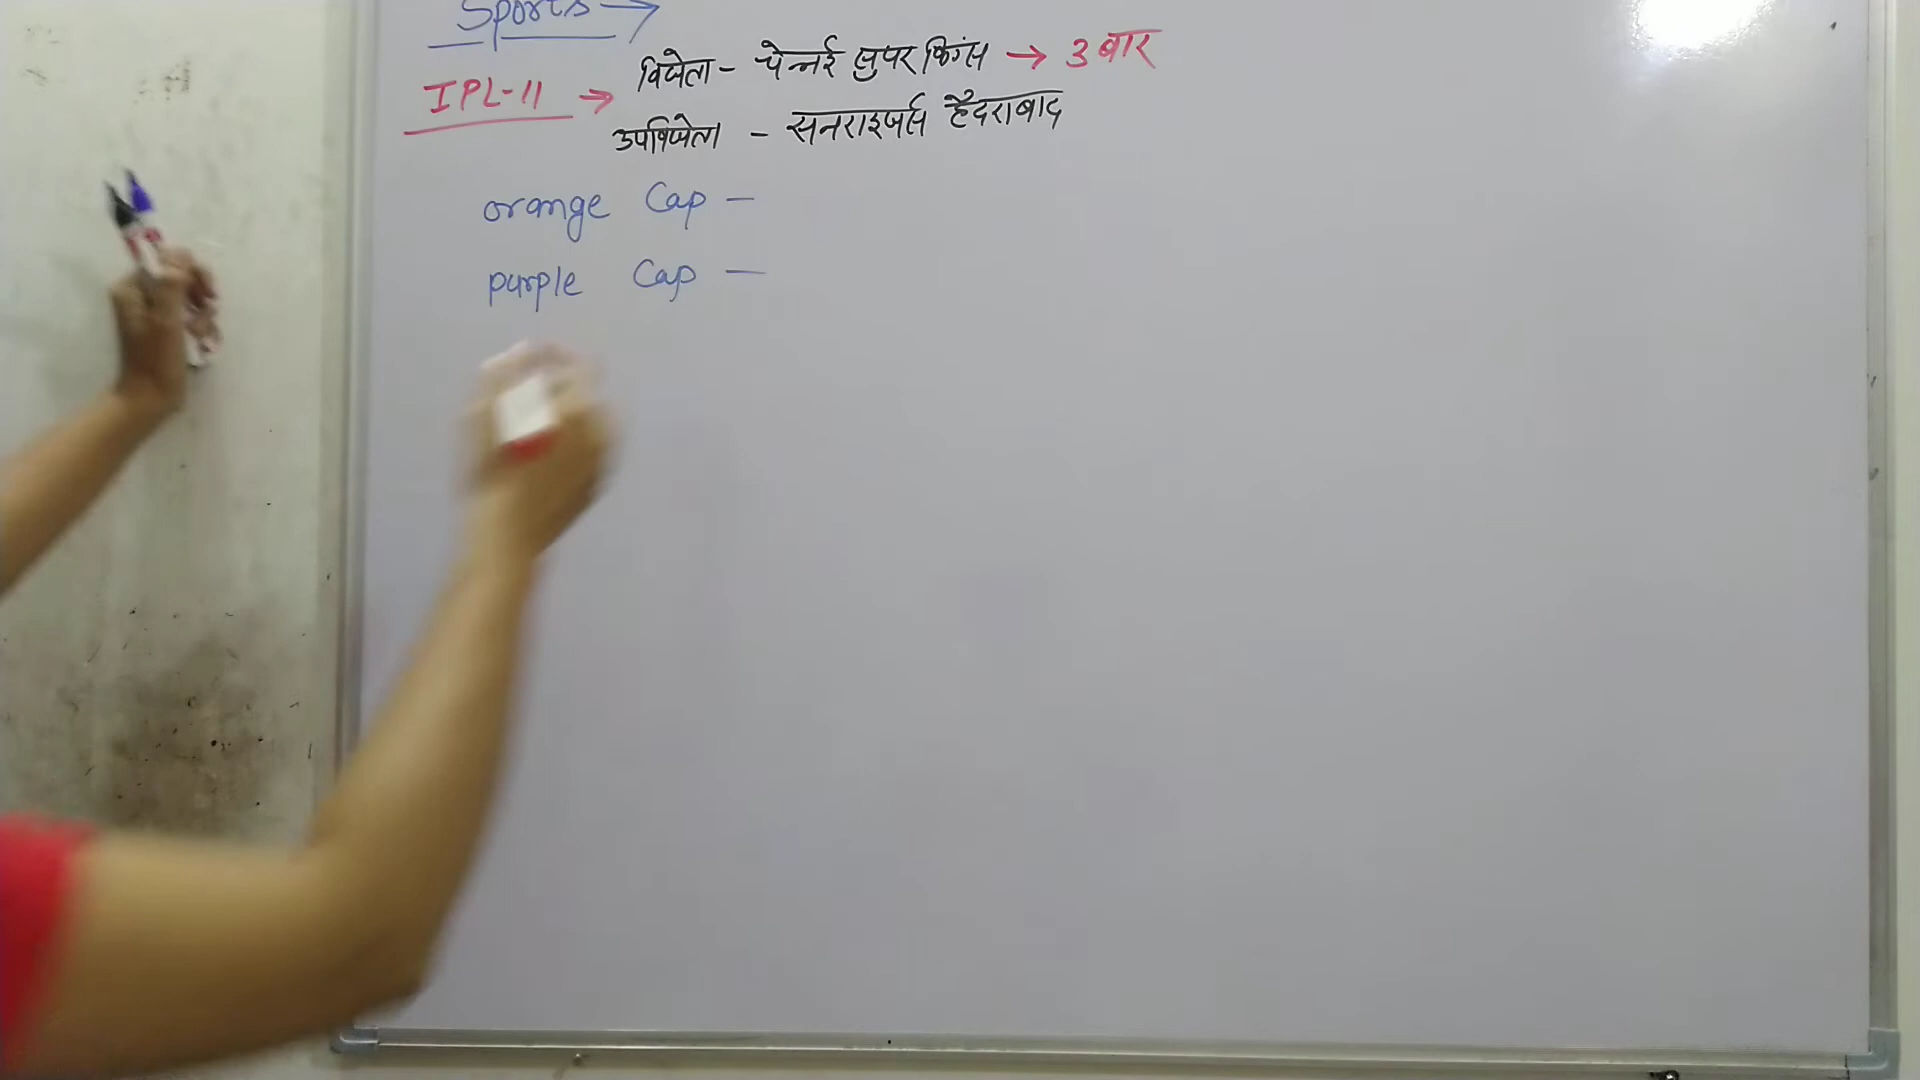 Sports →
IPL-11 → विजेता - चेन्नई सुपर किंग्स → 3 बार
उपविजेता - सनराइजर्स हैदराबाद
orange Cap -
purple Cap -